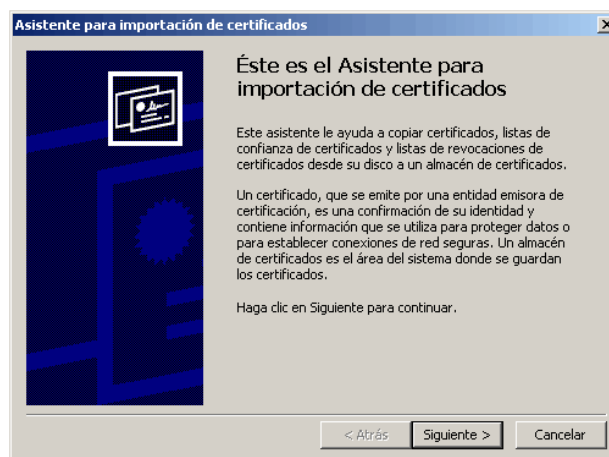 Asistente para importación de certificados
Éste es el Asistente para
importación de certificados
Este asistente le ayuda a copiar certificados, listas de
confianza de certificados y listas de revocaciones de
certificados desde su disco a un almacén de certificados.
Un certificado, que se emite por una entidad emisora de
certificación, es una confirmación de su identidad y
contiene información que se utiliza para proteger datos o
para establecer conexiones de red seguras. Un almacén
de certificados es el área del sistema donde se guardan
los certificados.
Haga clic en Siguiente para continuar.
< Atrás Siguiente > Cancelar